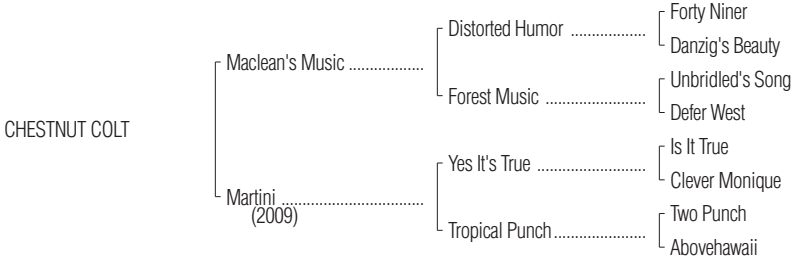 Forty Niner
Distorted Humor ..................
Danzig's Beauty
Maclean's Music ..................
Unbridled's Song
Forest Music ........................
Defer West
CHESTNUT COLT
Is It True
Yes It's True ..........................
Clever Monique
Martini ..................................
(2009)
Two Punch
Tropical Punch......................
Abovehawaii